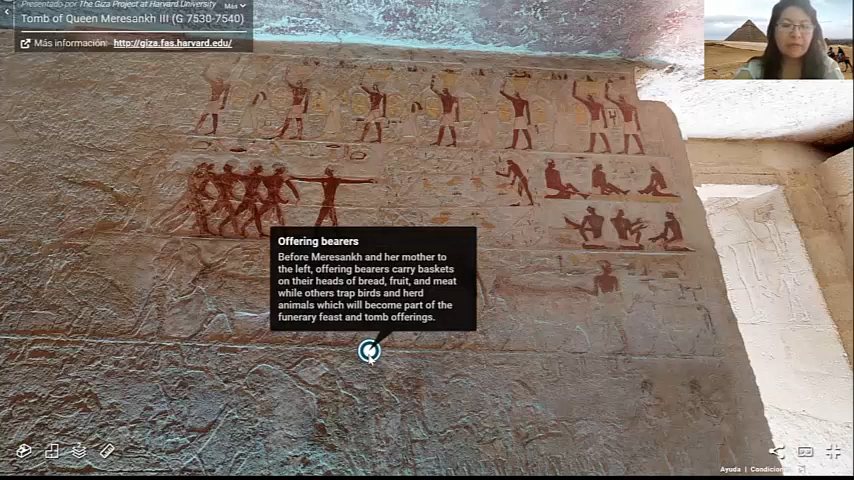 Presentado por The Giza Project at Harvard University
Más
Tomb of Queen Meresankh III (G 7530-7540)
Más información: http://giza.fas.harvard.edu/
Offering bearers
Before Meresankh and her mother to
the left, offering bearers carry baskets
on their heads of bread, fruit, and meat
while others trap birds and herd
animals which will become part of the
funerary feast and tomb offerings.
Ayuda | Condicion